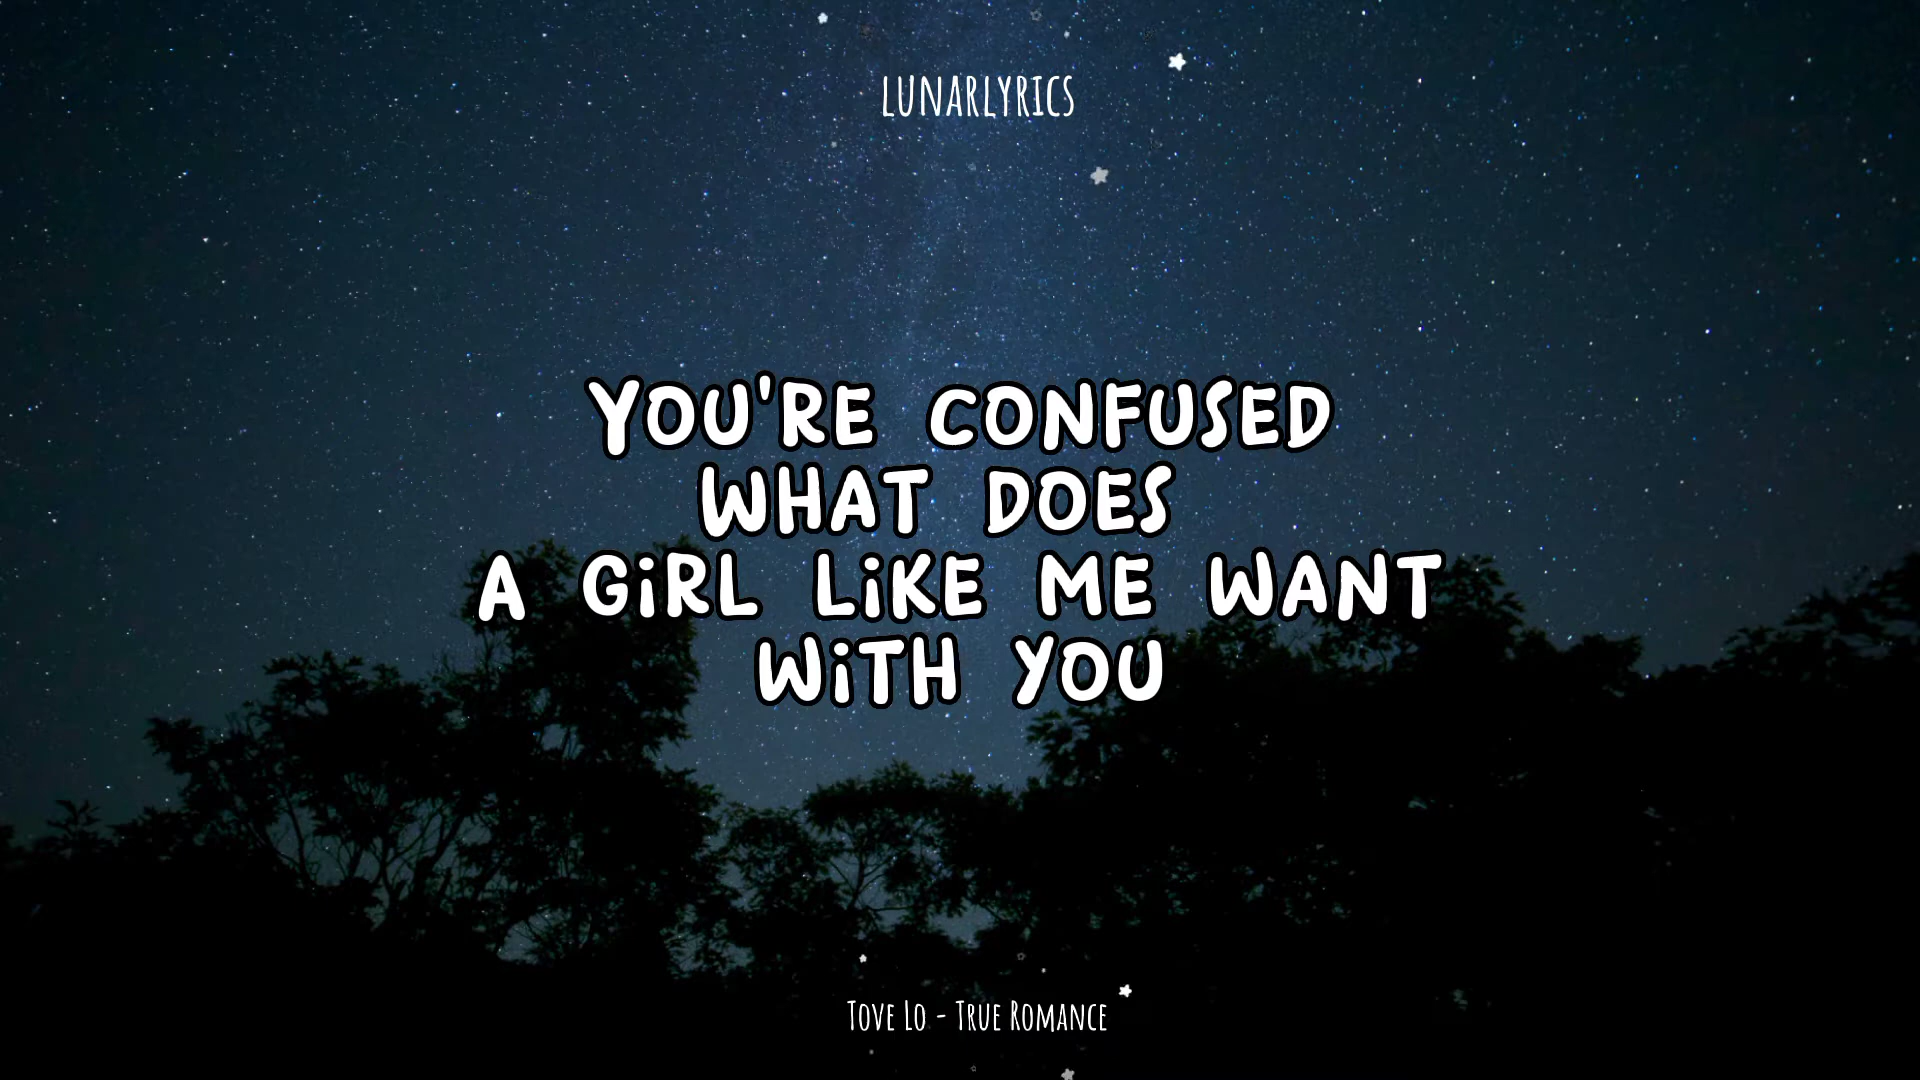 LUNARLYRICS
YOU'RE CONFUSED
WHAT DOES
A GiRL LiKE ME WANT
WiTH YOU
TOVE LO - TRUE ROMANCE